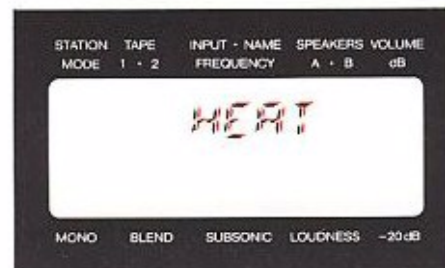 STATION TAPE INPUT - NAME SPEAKERS VOLUME
MODE 1 • 2 FREQUENCY A • B dB
HEAT
MONO BLEND SUBSONIC LOUDNESS -20dB